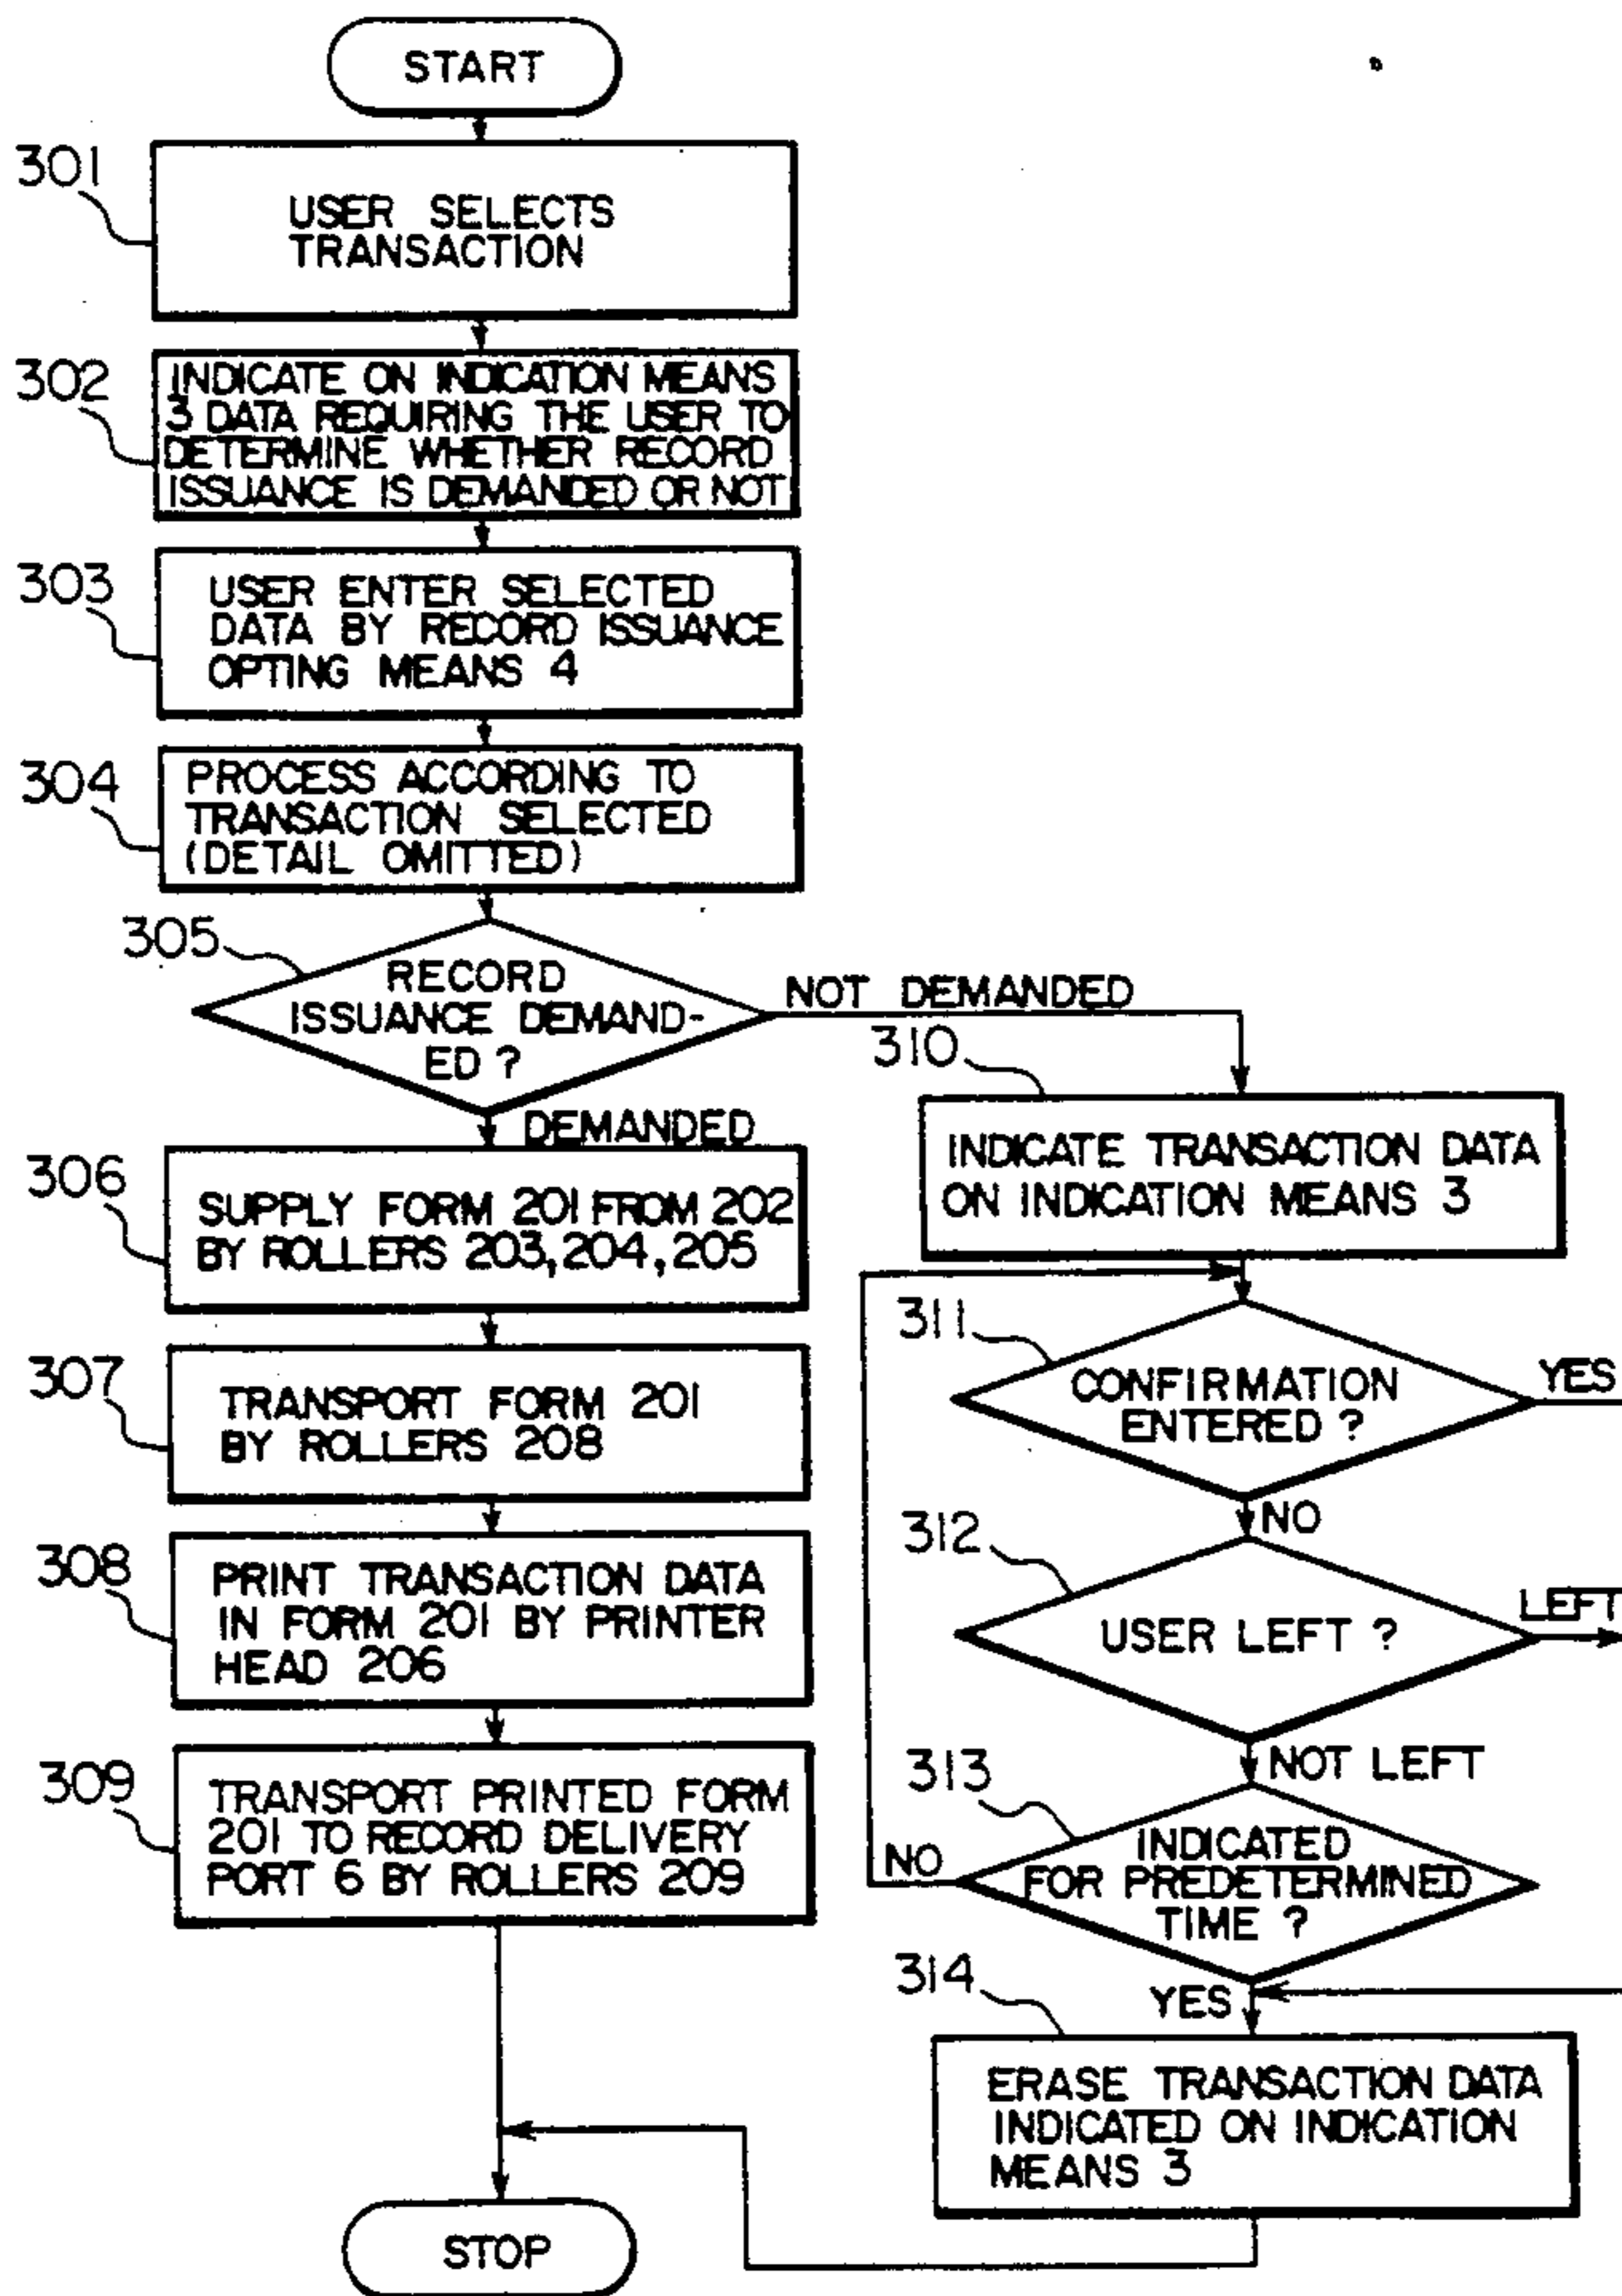 START
301
USER SELECTS
TRANSACTION
302
INDICATE ON INDICATION MEANS
3 DATA REQUIRING THE USER TO
DETERMINE WHETHER RECORD
ISSUANCE IS DEMANDED OR NOT
303
USER ENTER SELECTED
DATA BY RECORD ISSUANCE
OPTING MEANS 4
304
PROCESS ACCORDING TO
TRANSACTION SELECTED
(DETAIL OMITTED)
305
RECORD
ISSUANCE DEMAND-
ED ?
NOT DEMANDED
DEMANDED
306
SUPPLY FORM 201 FROM 202
BY ROLLERS 203, 204, 205
307
TRANSPORT FORM 201
BY ROLLERS 208
308
PRINT TRANSACTION DATA
IN FORM 201 BY PRINTER
HEAD 206
309
TRANSPORT PRINTED FORM
201 TO RECORD DELIVERY
PORT 6 BY ROLLERS 209
310
INDICATE TRANSACTION DATA
ON INDICATION MEANS 3
311
CONFIRMATION
ENTERED ?
YES
NO
312
USER LEFT ?
LEFT
NOT LEFT
313
INDICATED
FOR PREDETERMINED
TIME ?
NO
YES
314
ERASE TRANSACTION DATA
INDICATED ON INDICATION
MEANS 3
STOP